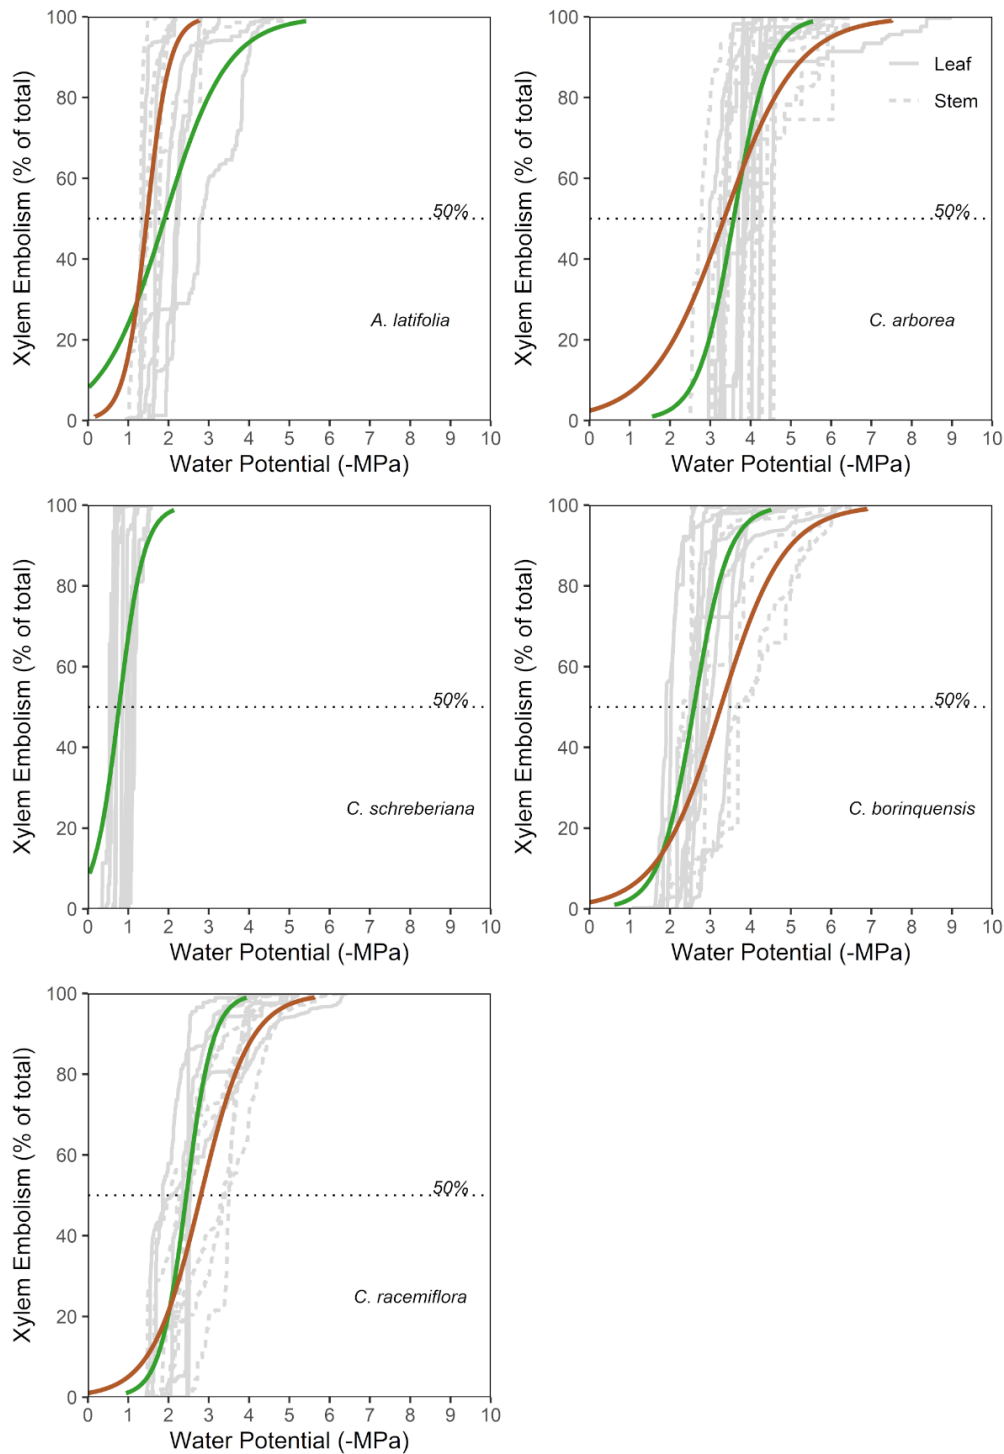 Xylem Embolism (% of total)
100
80
60
40
20
0
50%
A. latifolia
0 1 2 3 4 5 6 7 8 9 10
Water Potential (-MPa)
Xylem Embolism (% of total)
100
80
60
40
20
0
Leaf
Stem
50%
C. arborea
0 1 2 3 4 5 6 7 8 9 10
Water Potential (-MPa)
Xylem Embolism (% of total)
100
80
60
40
20
0
50%
C. schreberiana
0 1 2 3 4 5 6 7 8 9 10
Water Potential (-MPa)
Xylem Embolism (% of total)
100
80
60
40
20
0
50%
C. borinquensis
0 1 2 3 4 5 6 7 8 9 10
Water Potential (-MPa)
Xylem Embolism (% of total)
100
80
60
40
20
0
50%
C. racemiflora
0 1 2 3 4 5 6 7 8 9 10
Water Potential (-MPa)